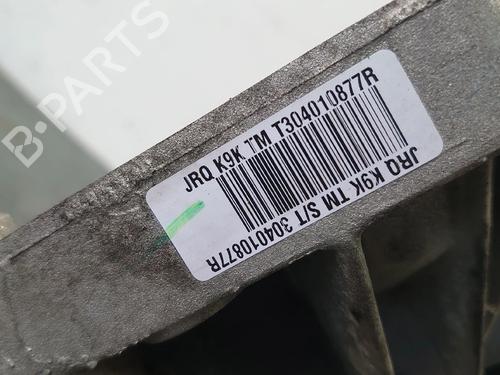 JRQ K9K TM T304010877R
JRQ K9K TM S/T 304010877R
B-PARTS